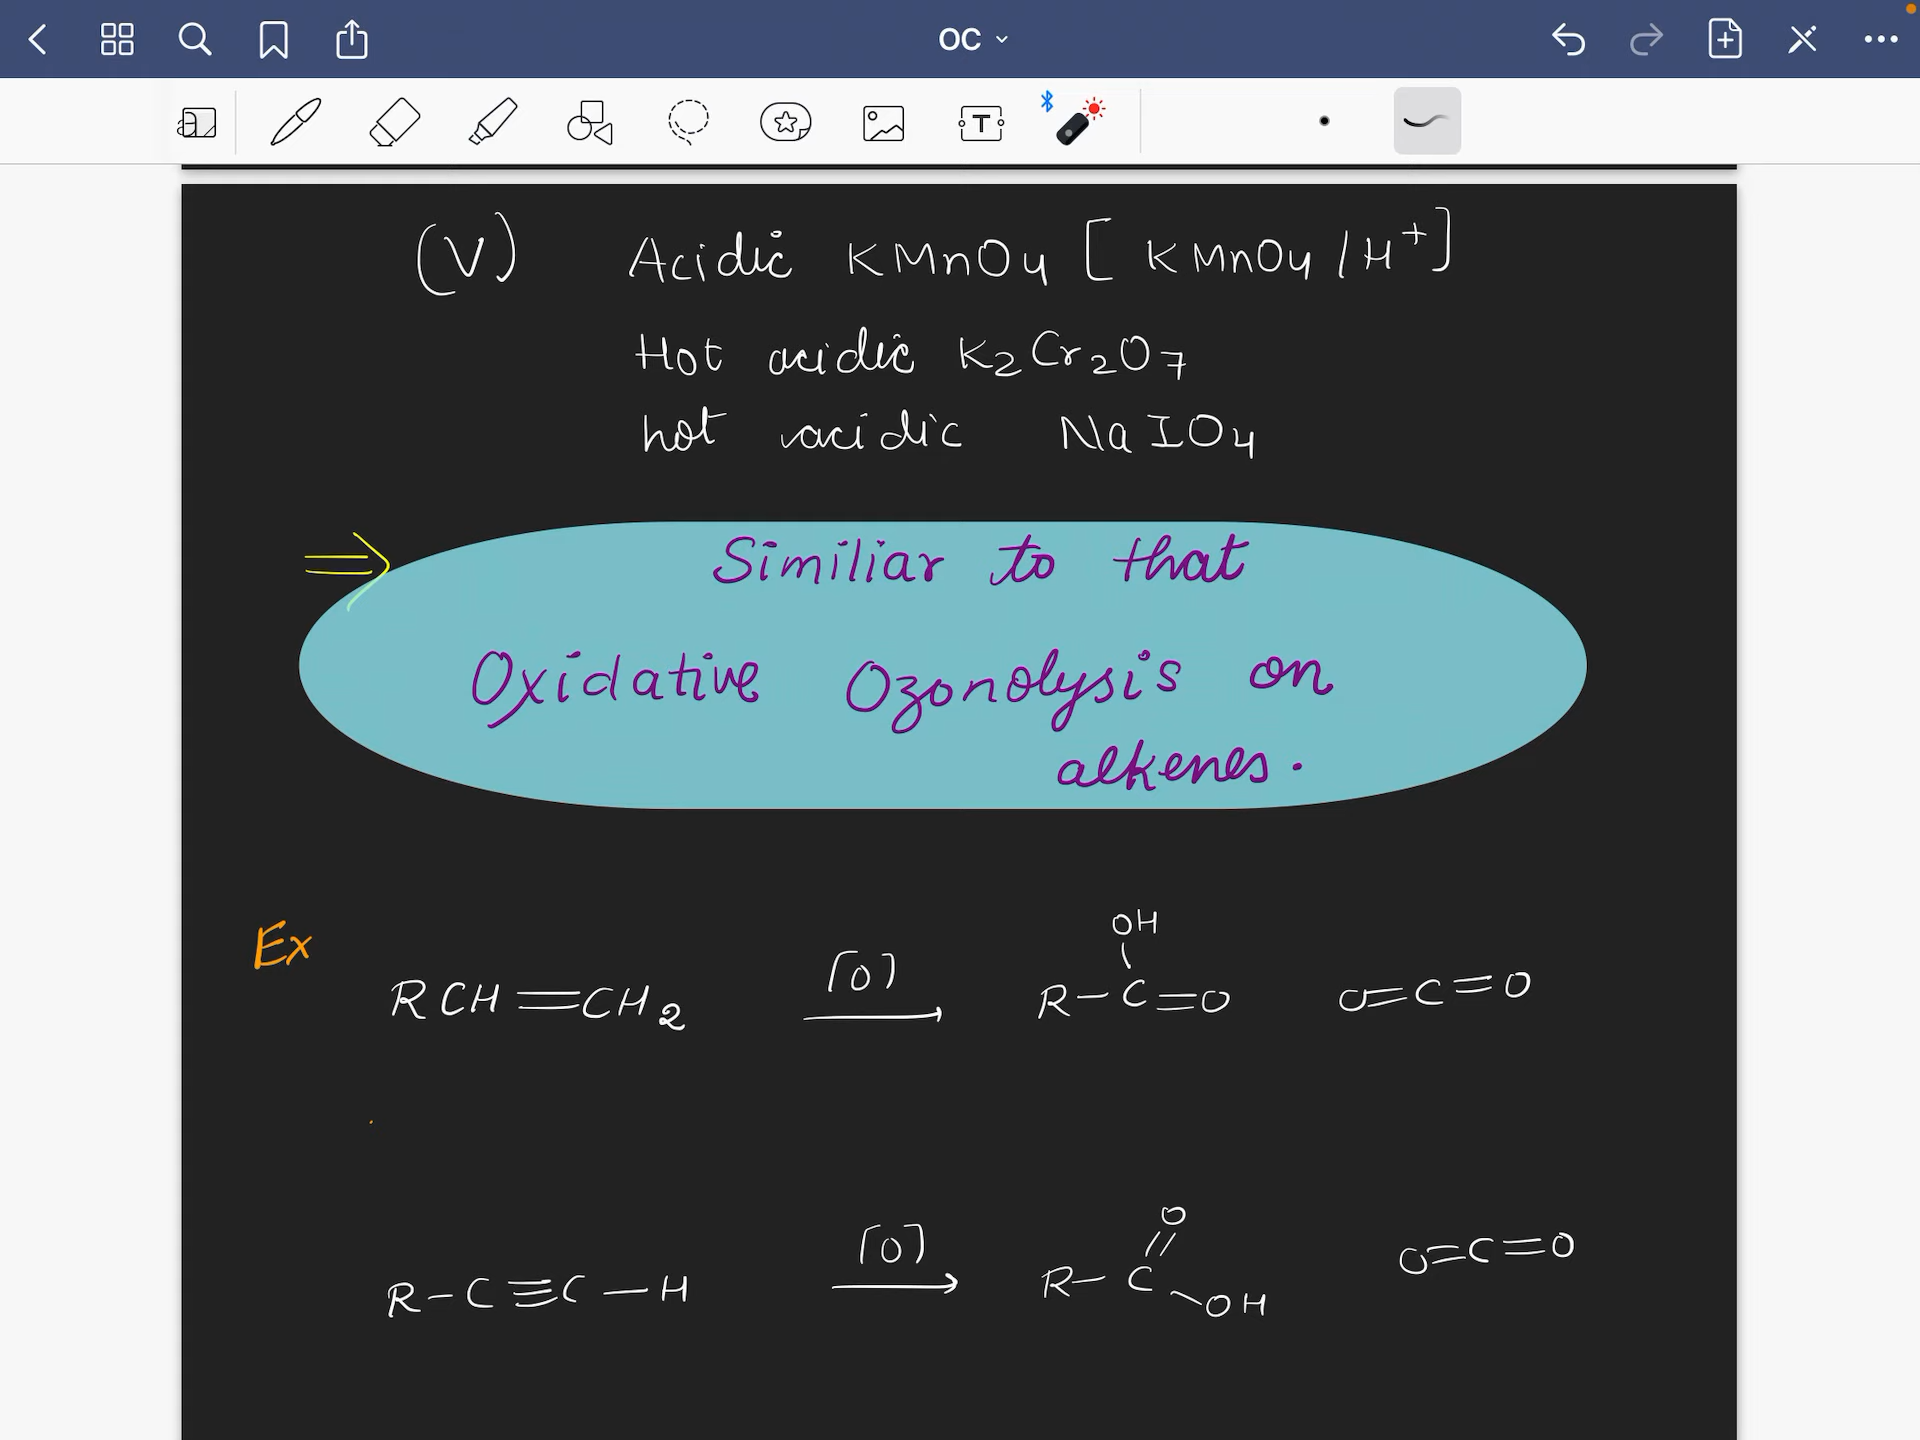 OC
(V) Acidic KMnO4 [KMnO4/H+]
Hot acidic K2Cr2O7
hot acidic NaIO4
⇒ Similiar to that
Oxidative Ozonolysis on
alkenes.
Ex
RCH=CH2 [O]→ R-C(OH)=O O=C=O
R-C≡C-H [O]→ R-C(=O)-OH O=C=O